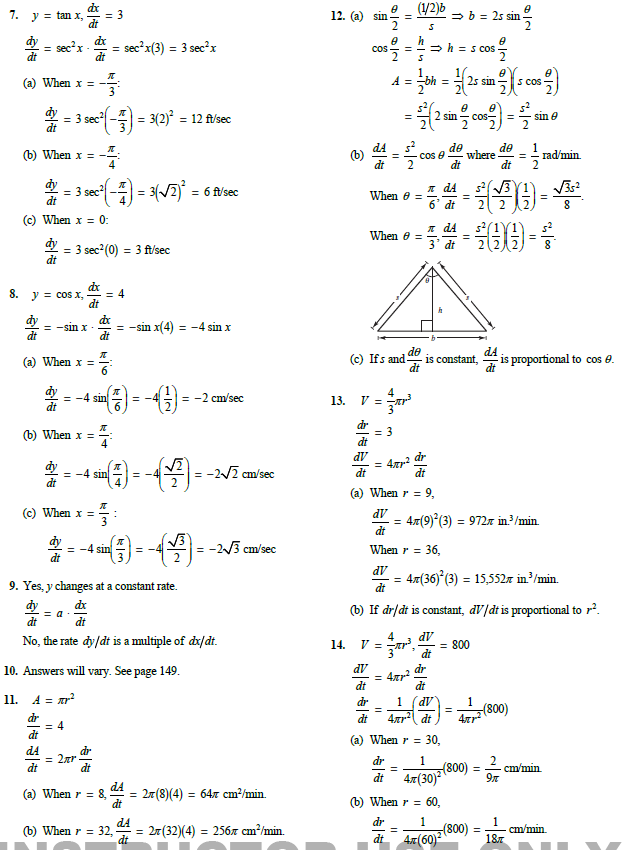 7. y = tan x, dx/dt = 3
dy/dt = sec² x · dx/dt = sec² x(3) = 3 sec² x
(a) When x = −π/3:
dy/dt = 3 sec²(−π/3) = 3(2)² = 12 ft/sec
(b) When x = −π/4:
dy/dt = 3 sec²(−π/4) = 3(√2)² = 6 ft/sec
(c) When x = 0:
dy/dt = 3 sec²(0) = 3 ft/sec
8. y = cos x, dx/dt = 4
dy/dt = −sin x · dx/dt = −sin x(4) = −4 sin x
(a) When x = π/6:
dy/dt = −4 sin(π/6) = −4(1/2) = −2 cm/sec
(b) When x = π/4:
dy/dt = −4 sin(π/4) = −4(√2/2) = −2√2 cm/sec
(c) When x = π/3 :
dy/dt = −4 sin(π/3) = −4(√3/2) = −2√3 cm/sec
9. Yes, y changes at a constant rate.
dy/dt = a · dx/dt
No, the rate dy/dt is a multiple of dx/dt.
10. Answers will vary. See page 149.
11. A = πr²
dr/dt = 4
dA/dt = 2πr dr/dt
(a) When r = 8, dA/dt = 2π(8)(4) = 64π cm²/min.
(b) When r = 32, dA/dt = 2π(32)(4) = 256π cm²/min.
12. (a) sin θ/2 = (1/2)b/s ⇒ b = 2s sin θ/2
cos θ/2 = h/s ⇒ h = s cos θ/2
A = 1/2 bh = 1/2(2s sin θ/2)(s cos θ/2)
= s²/2(2 sin θ/2 cos θ/2) = s²/2 sin θ
(b) dA/dt = s²/2 cos θ dθ/dt where dθ/dt = 1/2 rad/min.
When θ = π/6, dA/dt = s²/2(√3/2)(1/2) = √3s²/8.
When θ = π/3, dA/dt = s²/2(1/2)(1/2) = s²/8.
θ
s
s
h
b
(c) If s and dθ/dt is constant, dA/dt is proportional to cos θ.
13. V = 4/3 πr³
dr/dt = 3
dV/dt = 4πr² dr/dt
(a) When r = 9,
dV/dt = 4π(9)²(3) = 972π in.³/min.
When r = 36,
dV/dt = 4π(36)²(3) = 15,552π in.³/min.
(b) If dr/dt is constant, dV/dt is proportional to r².
14. V = 4/3 πr³, dV/dt = 800
dV/dt = 4πr² dr/dt
dr/dt = 1/4πr²(dV/dt) = 1/4πr²(800)
(a) When r = 30,
dr/dt = 1/4π(30)²(800) = 2/9π cm/min.
(b) When r = 60,
dr/dt = 1/4π(60)²(800) = 1/18π cm/min.
INSTRUCTOR USE ONLY